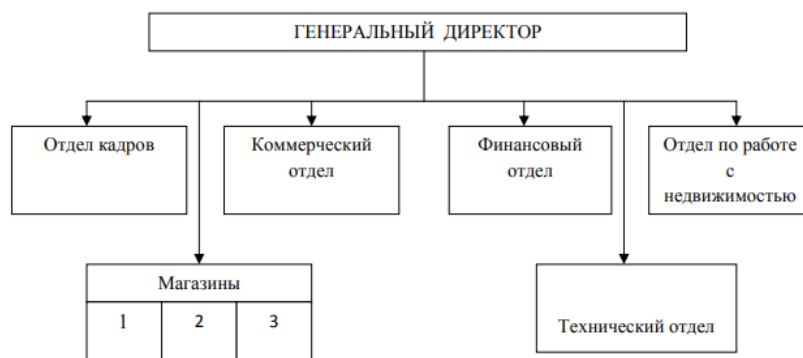 ГЕНЕРАЛЬНЫЙ ДИРЕКТОР
Отдел кадров
Коммерческий
отдел
Финансовый
отдел
Отдел по работе
с
недвижимостью
Магазины
1
2
3
Технический отдел